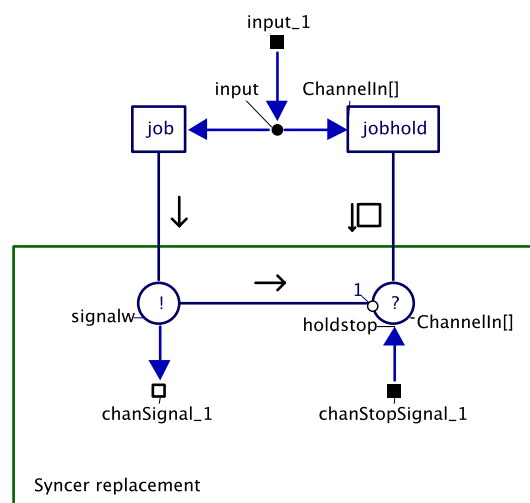 input_1
input
ChannelIn[]
job
jobhold
1
!
?
signalw
holdstop
ChannelIn[]
chanSignal_1
chanStopSignal_1
Syncer replacement